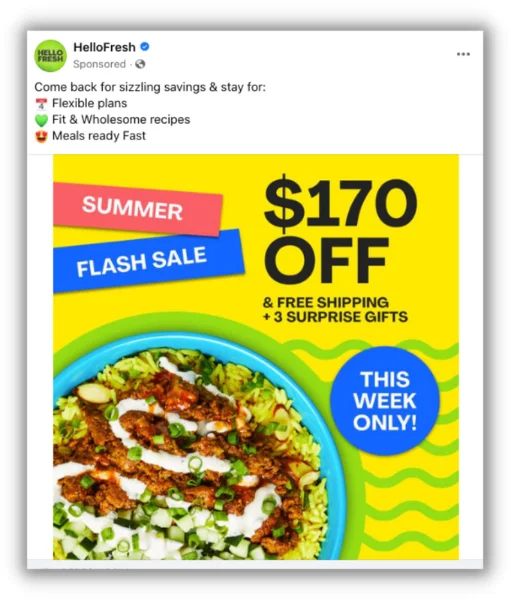 HELLO
FRESH
HelloFresh
Sponsored ·
Come back for sizzling savings & stay for:
Flexible plans
Fit & Wholesome recipes
Meals ready Fast
SUMMER
FLASH SALE
$170
OFF
& FREE SHIPPING
+ 3 SURPRISE GIFTS
THIS
WEEK
ONLY!